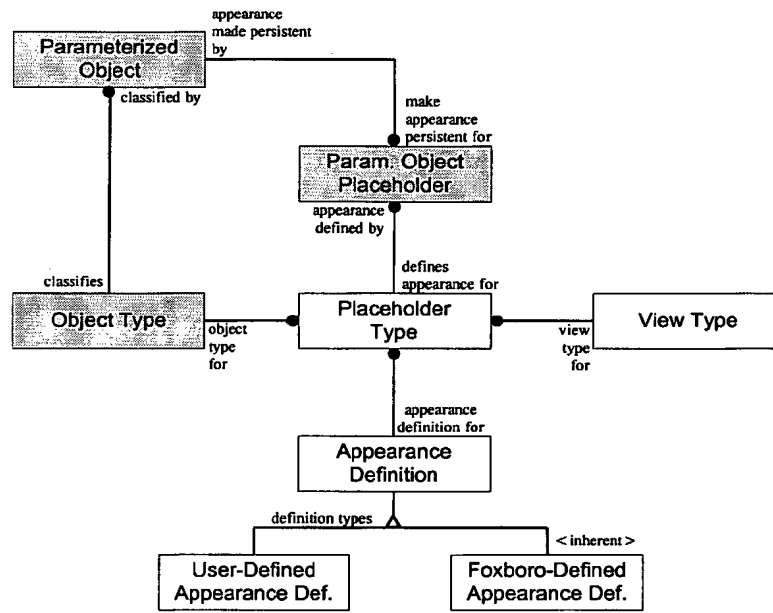 appearance
made persistent
by
Parameterized
Object
classified by
make
appearance
persistent for
Param. Object
Placeholder
appearance
defined by
classifies
defines
appearance for
Object Type
object
type
for
Placeholder
Type
view
type
for
View Type
appearance
definition for
Appearance
Definition
definition types
< inherent >
User-Defined
Appearance Def.
Foxboro-Defined
Appearance Def.